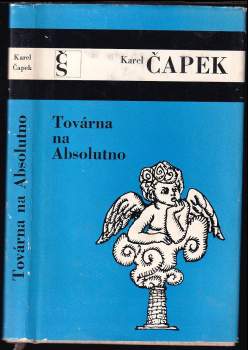 Karel
Čapek
ČS
Karel ČAPEK
Továrna
na
Absolutno
Továrna na Absolutno